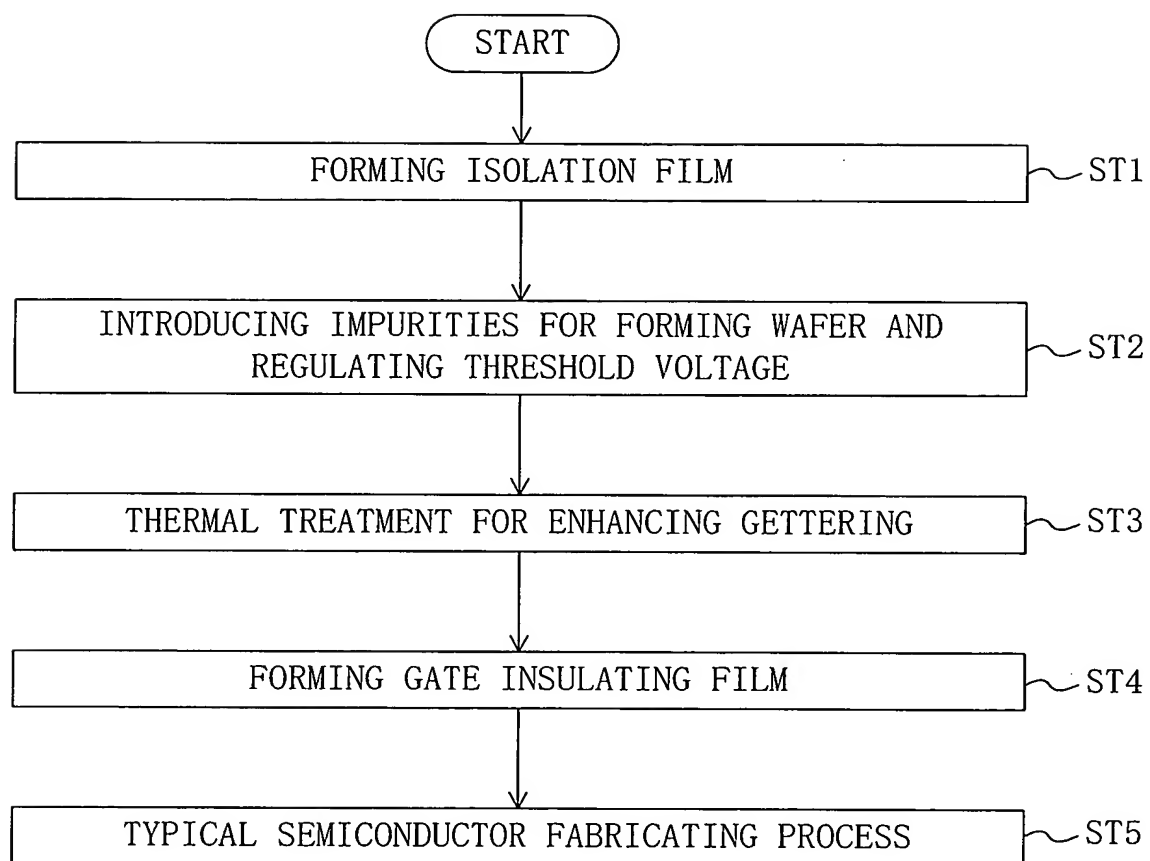 START
FORMING ISOLATION FILM
ST1
INTRODUCING IMPURITIES FOR FORMING WAFER AND
REGULATING THRESHOLD VOLTAGE
ST2
THERMAL TREATMENT FOR ENHANCING GETTERING
ST3
FORMING GATE INSULATING FILM
ST4
TYPICAL SEMICONDUCTOR FABRICATING PROCESS
ST5